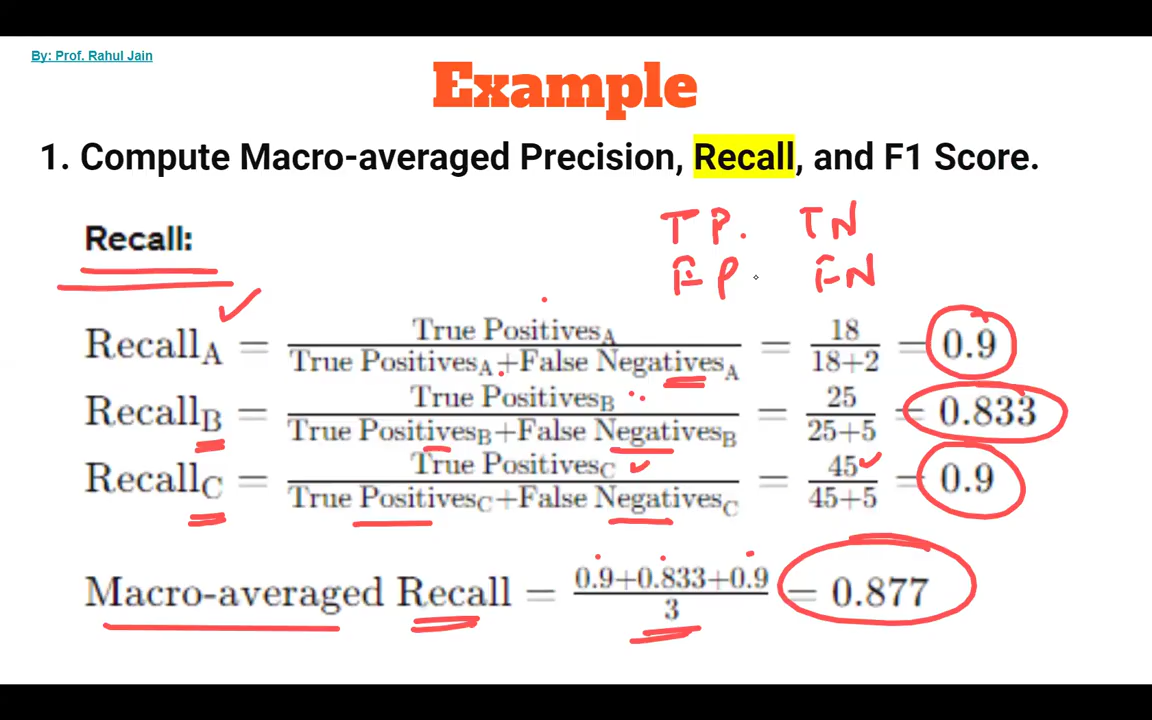 By: Prof. Rahul Jain
Example
1. Compute Macro-averaged Precision, Recall, and F1 Score.
TP. TN
Recall:
FP. FN
Recall_A = True Positives_A / True Positives_A+False Negatives_A = 18 / 18+2 = 0.9
Recall_B = True Positives_B / True Positives_B+False Negatives_B = 25 / 25+5 = 0.833
Recall_C = True Positives_C / True Positives_C+False Negatives_C = 45 / 45+5 = 0.9
Macro-averaged Recall = 0.9+0.833+0.9 / 3 = 0.877